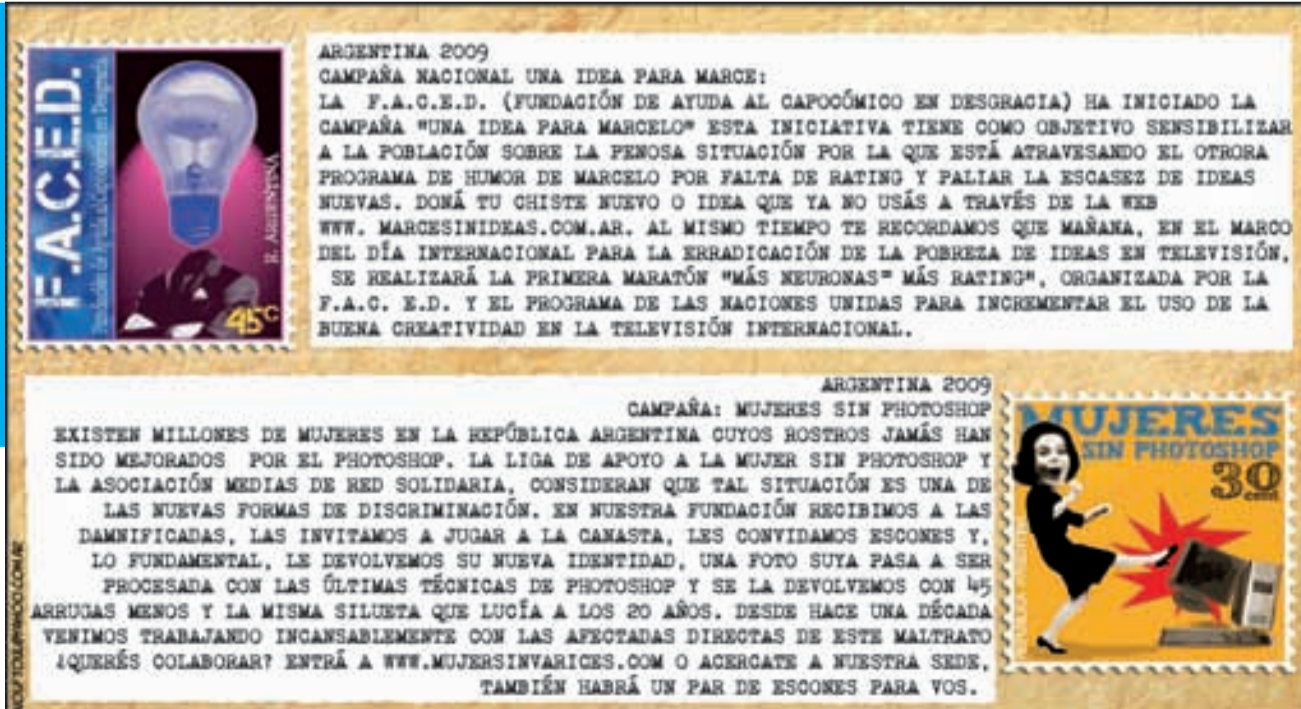 F.A.C.E.D.
Fundación de Ayuda al Capocómico en Desgracia
R. ARGENTINA
45c
ARGENTINA 2009
CAMPAÑA NACIONAL UNA IDEA PARA MARCE:
LA F.A.C.E.D. (FUNDACIÓN DE AYUDA AL CAPOCÓMICO EN DESGRACIA) HA INICIADO LA
CAMPAÑA "UNA IDEA PARA MARCELO" ESTA INICIATIVA TIENE COMO OBJETIVO SENSIBILIZAR
A LA POBLACIÓN SOBRE LA PENOSA SITUACIÓN POR LA QUE ESTÁ ATRAVESANDO EL OTRORA
PROGRAMA DE HUMOR DE MARCELO POR FALTA DE RATING Y PALIAR LA ESCASEZ DE IDEAS
NUEVAS. DONÁ TU CHISTE NUEVO O IDEA QUE YA NO USÁS A TRAVÉS DE LA WEB
WWW. MARCESINIDEAS.COM.AR. AL MISMO TIEMPO TE RECORDAMOS QUE MAÑANA, EN EL MARCO
DEL DÍA INTERNACIONAL PARA LA ERRADICACIÓN DE LA POBREZA DE IDEAS EN TELEVISIÓN,
SE REALIZARÁ LA PRIMERA MARATÓN "MÁS NEURONAS= MÁS RATING", ORGANIZADA POR LA
F.A.C. E.D. Y EL PROGRAMA DE LAS NACIONES UNIDAS PARA INCREMENTAR EL USO DE LA
BUENA CREATIVIDAD EN LA TELEVISIÓN INTERNACIONAL.
ARGENTINA 2009
CAMPAÑA: MUJERES SIN PHOTOSHOP
EXISTEN MILLONES DE MUJERES EN LA REPÚBLICA ARGENTINA CUYOS ROSTROS JAMÁS HAN
SIDO MEJORADOS POR EL PHOTOSHOP. LA LIGA DE APOYO A LA MUJER SIN PHOTOSHOP Y
LA ASOCIACIÓN MEDIAS DE RED SOLIDARIA, CONSIDERAN QUE TAL SITUACIÓN ES UNA DE
LAS NUEVAS FORMAS DE DISCRIMINACIÓN. EN NUESTRA FUNDACIÓN RECIBIMOS A LAS
DAMNIFICADAS, LAS INVITAMOS A JUGAR A LA CANASTA, LES CONVIDAMOS ESCONES Y,
LO FUNDAMENTAL, LE DEVOLVEMOS SU NUEVA IDENTIDAD, UNA FOTO SUYA PASA A SER
PROCESADA CON LAS ÚLTIMAS TÉCNICAS DE PHOTOSHOP Y SE LA DEVOLVEMOS CON 45
ARRUGAS MENOS Y LA MISMA SILUETA QUE LUCÍA A LOS 20 AÑOS. DESDE HACE UNA DÉCADA
VENIMOS TRABAJANDO INCANSABLEMENTE CON LAS AFECTADAS DIRECTAS DE ESTE MALTRATO
¿QUERÉS COLABORAR? ENTRÁ A WWW.MUJERSINVARICES.COM O ACERCATE A NUESTRA SEDE,
TAMBIÉN HABRÁ UN PAR DE ESCONES PARA VOS.
MUJERES
SIN PHOTOSHOP
30
cent